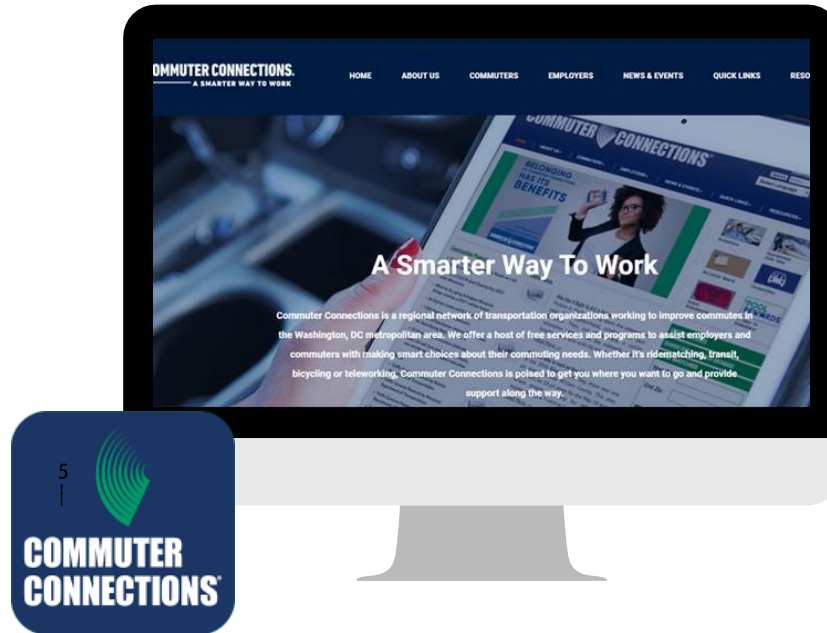 OMMUTER CONNECTIONS.
A SMARTER WAY TO WORK
HOME ABOUT US COMMUTERS EMPLOYERS NEWS & EVENTS QUICK LINKS RESO
COMMUTER CONNECTIONS
BELONGING
HAS ITS
BENEFITS
A Smarter Way To Work
Commuter Connections is a regional network of transportation organizations working to improve commutes in
the Washington, DC metropolitan area. We offer a host of free services and programs to assist employers and
commuters with making smart choices about their commuting needs. Whether it's ridematching, transit,
bicycling or teleworking, Commuter Connections is poised to get you where you want to go and provide
support along the way.
5
|
COMMUTER
CONNECTIONS®